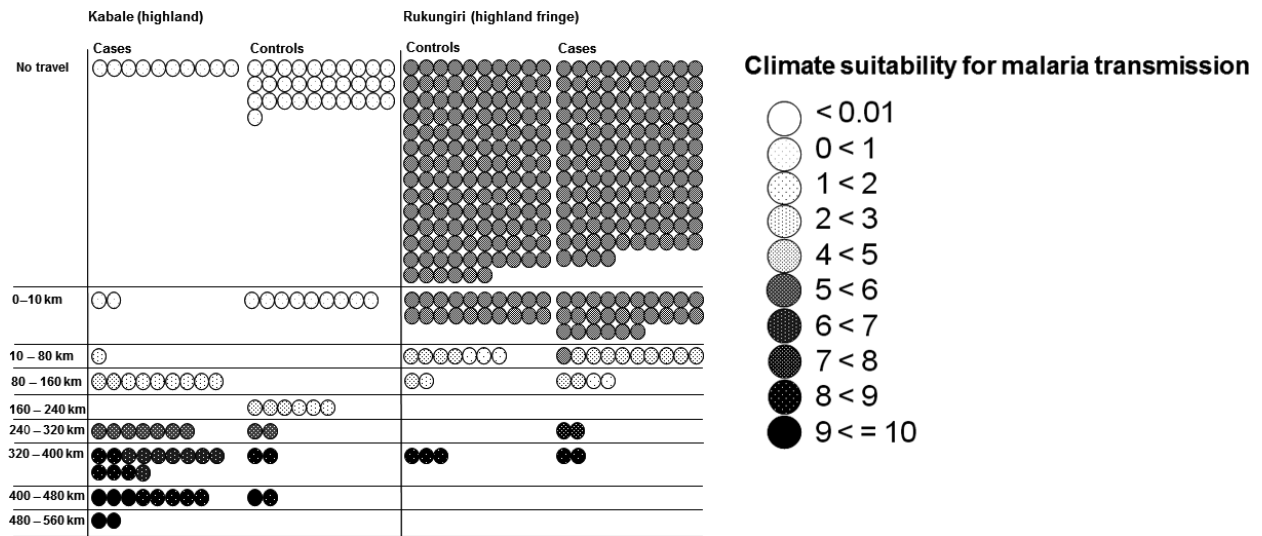 Kabale (highland)
Rukungiri (highland fringe)
Cases
Controls
Controls
Cases
No travel
0–10 km
10 – 80 km
80 – 160 km
160 – 240 km
240 – 320km
320 – 400 km
400 – 480 km
480 – 560 km
Climate suitability for malaria transmission
< 0.01
0 < 1
1 < 2
2 < 3
4 < 5
5 < 6
6 < 7
7 < 8
8 < 9
9 < = 10